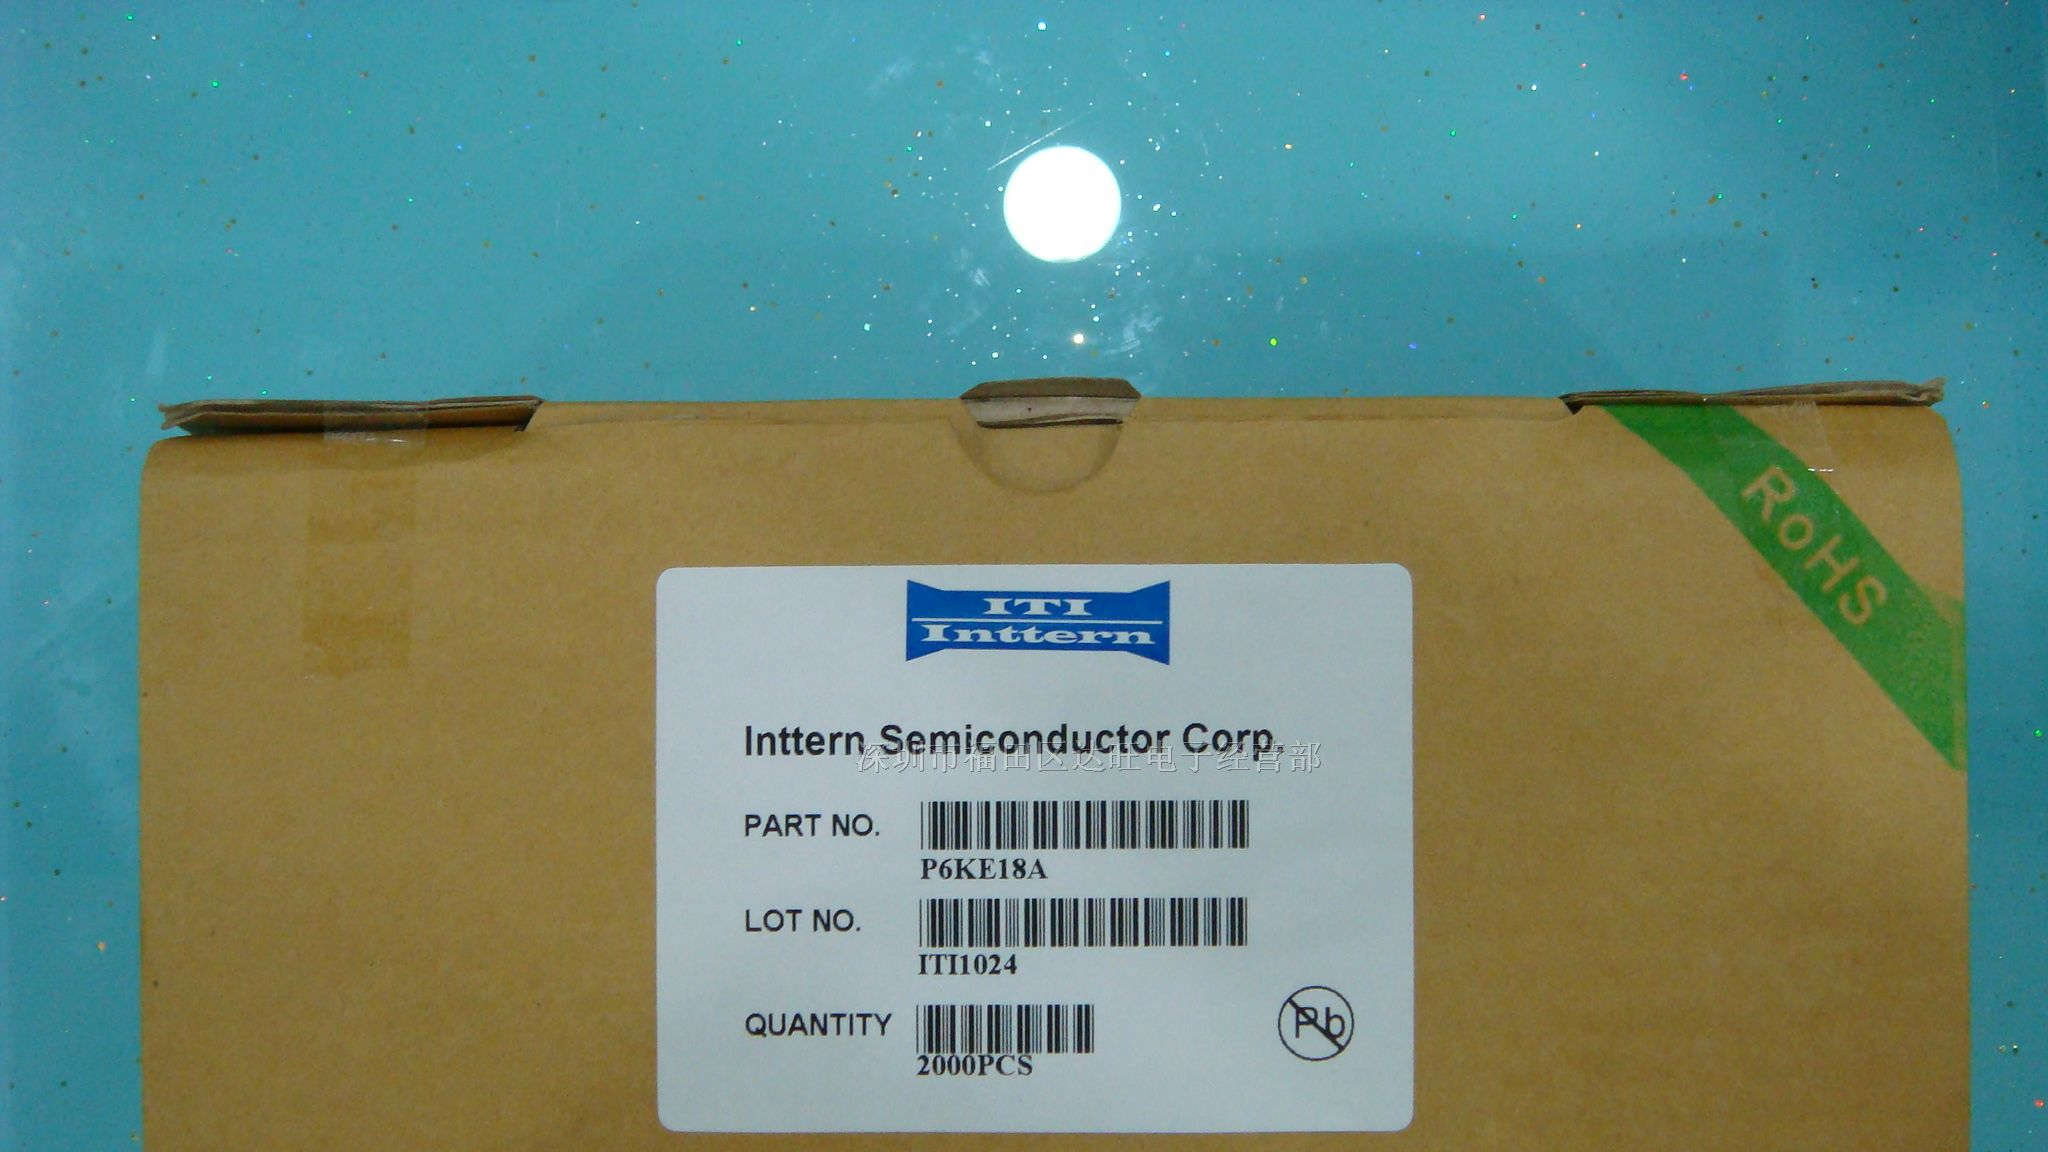 RoHS
ITI
Inttern
Inttern Semiconductor Corp.
深圳市福田区达旺电子经营部
PART NO.
P6KE18A
LOT NO.
ITI1024
QUANTITY
2000PCS
Pb